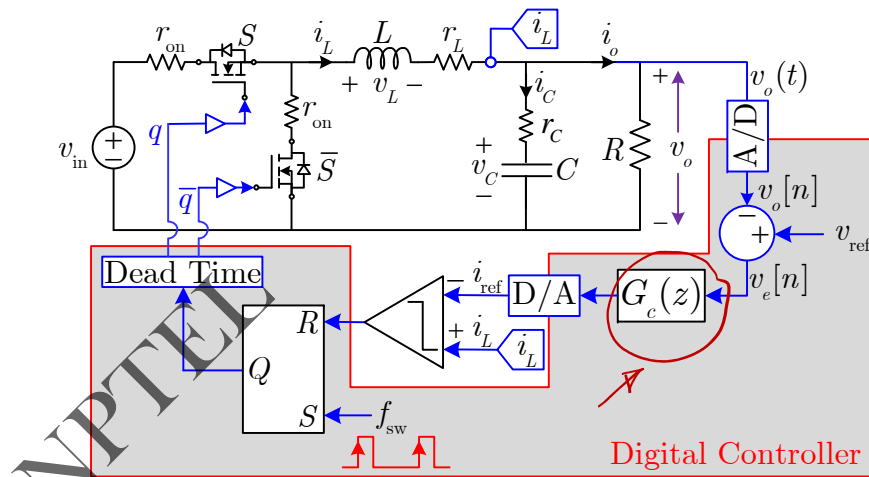 r_on
S
i_L
L
r_L
i_L
i_o
+ v_L −
v_o(t)
i_C
r_on
r_C
A/D
q
v_in
+
−
S̅
+
v_C
−
C
R
+
v_o
−
q̅
v_o[n]
−
+
v_ref
v_e[n]
Dead Time
− i_ref
D/A
G_c(z)
R
+ i_L
i_L
Q
S
f_sw
Digital Controller
NPTEL